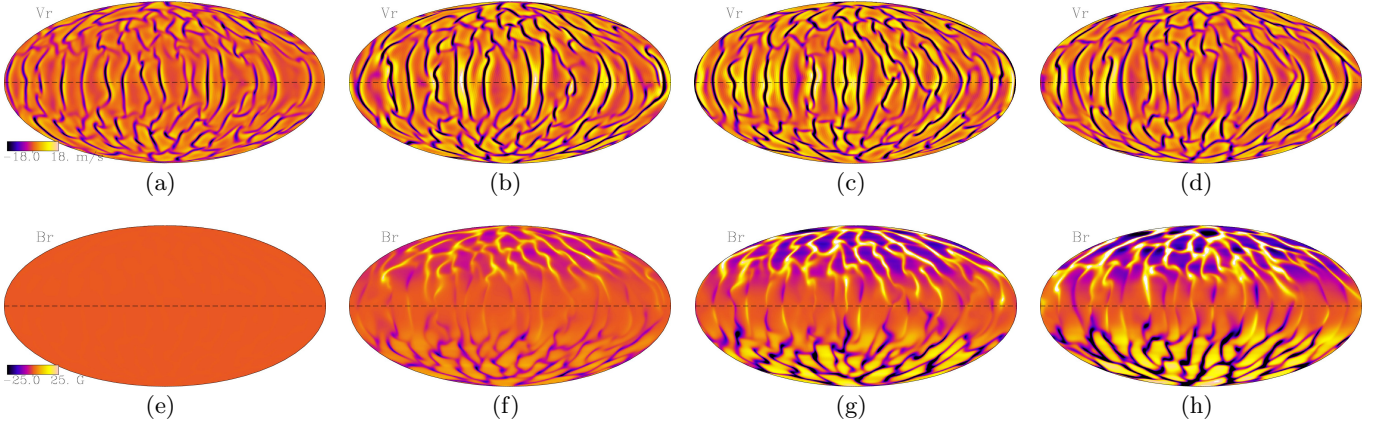 Vr Vr Vr Vr
-18.0 18. m/s
(a) (b) (c) (d)
Br Br Br Br
-25.0 25. G
(e) (f) (g) (h)